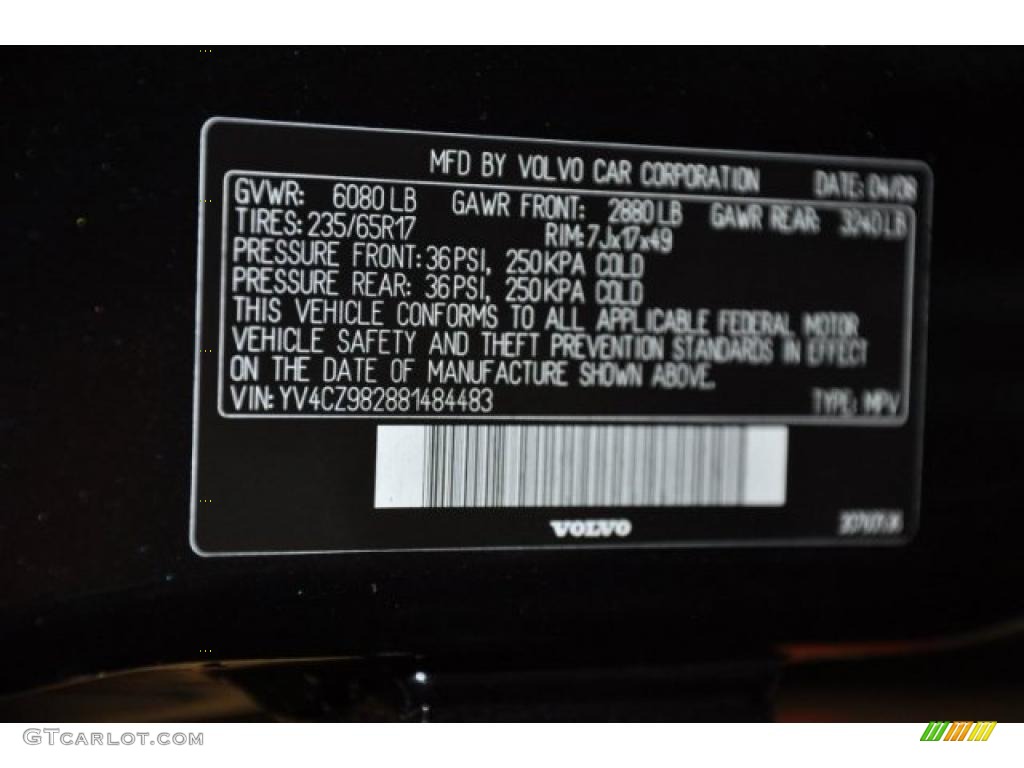 MFD BY VOLVO CAR CORPORATION DATE: 04/08
GVWR: 6080 LB GAWR FRONT: 2880 LB GAWR REAR: 3240 LB
TIRES: 235/65R17 RIM: 7Jx17x49
PRESSURE FRONT: 36 PSI, 250 KPA COLD
PRESSURE REAR: 36 PSI, 250 KPA COLD
THIS VEHICLE CONFORMS TO ALL APPLICABLE FEDERAL MOTOR
VEHICLE SAFETY AND THEFT PREVENTION STANDARDS IN EFFECT
ON THE DATE OF MANUFACTURE SHOWN ABOVE.
VIN: YV4CZ982881484483 TYPE: MPV
VOLVO
GTcarlot.com